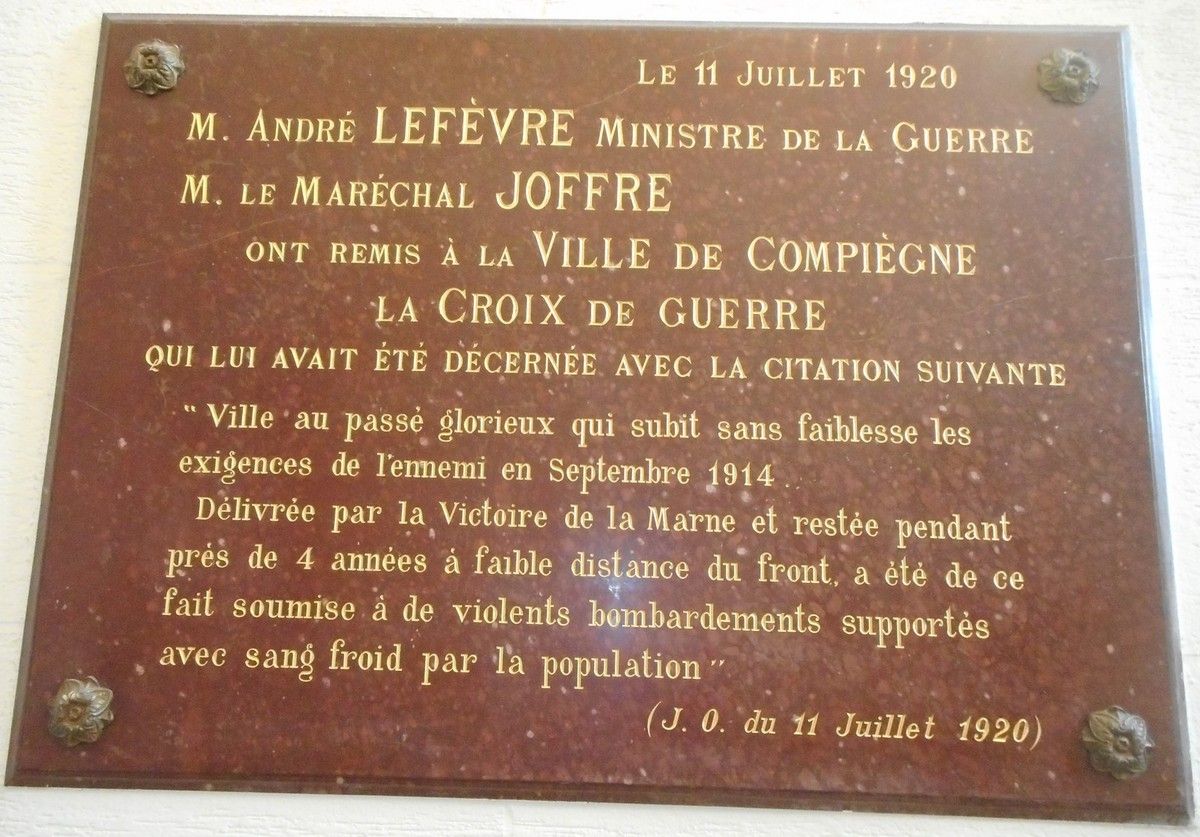 LE 11 JUILLET 1920
M. ANDRÉ LEFÈVRE MINISTRE DE LA GUERRE
M. LE MARÉCHAL JOFFRE
ONT REMIS À LA VILLE DE COMPIÈGNE
LA CROIX DE GUERRE
QUI LUI AVAIT ÉTÉ DÉCERNÉE AVEC LA CITATION SUIVANTE
" Ville au passé glorieux qui subit sans faiblesse les
exigences de l'ennemi en Septembre 1914..
Délivrée par la Victoire de la Marne et restée pendant
près de 4 années à faible distance du front, a été de ce
fait soumise à de violents bombardements supportés
avec sang froid par la population "
(J. O. du 11 Juillet 1920)